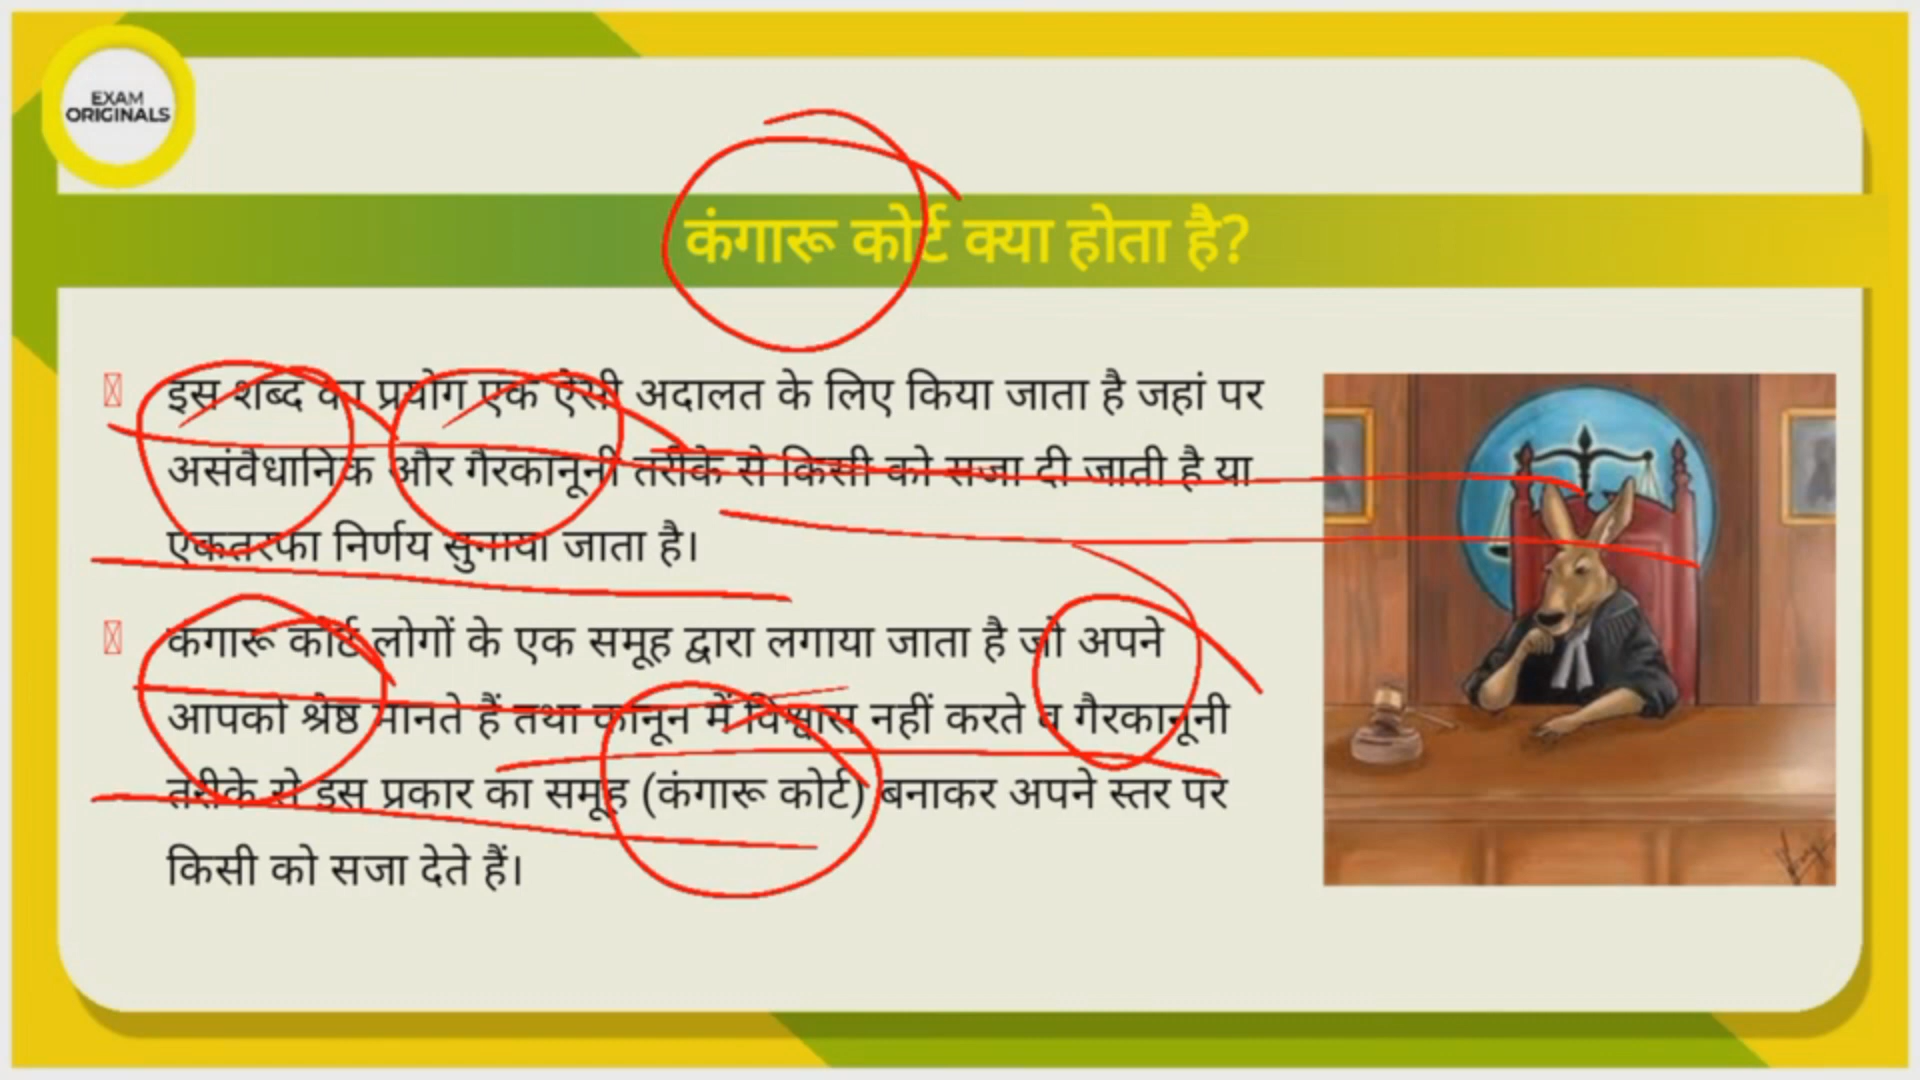 EXAM
ORIGINALS
कंगारू कोर्ट क्या होता है?
इस शब्द का प्रयोग एक ऐसी अदालत के लिए किया जाता है जहां पर
असंवैधानिक और गैरकानूनी तरीके से किसी को सजा दी जाती है या
एकतरफा निर्णय सुनाया जाता है।
कंगारू कोर्ट लोगों के एक समूह द्वारा लगाया जाता है जो अपने
आपको श्रेष्ठ मानते हैं तथा कानून में विश्वास नहीं करते व गैरकानूनी
तरीके से इस प्रकार का समूह (कंगारू कोर्ट) बनाकर अपने स्तर पर
किसी को सजा देते हैं।